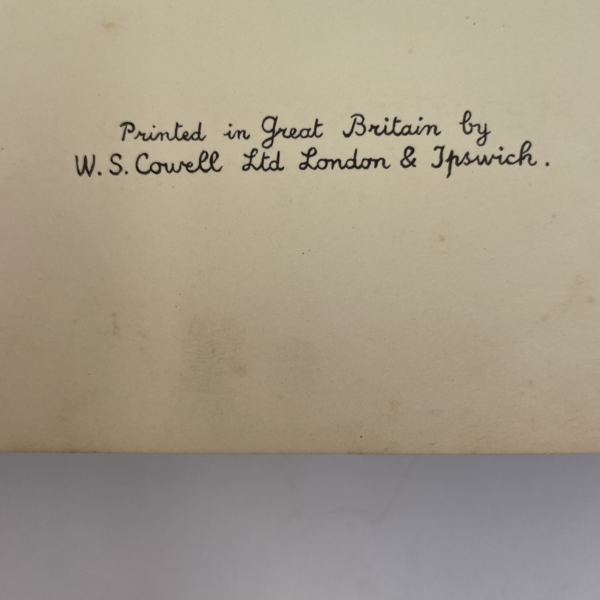 Printed in Great Britain by
W. S. Cowell Ltd London & Ipswich.